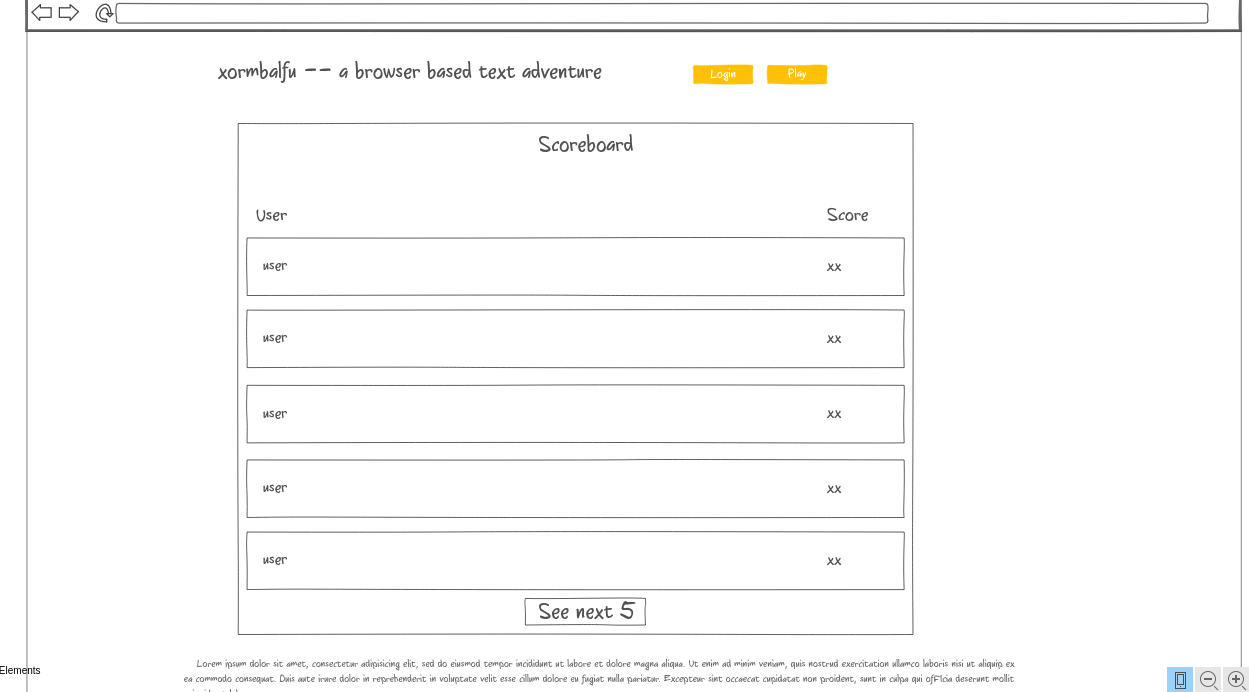 xormbalfu -- a browser based text adventure
Login
Play
Scoreboard
User Score
user xx
user xx
user xx
user xx
user xx
See next 5
Lorem ipsum dolor sit amet, consectetur adipisicing elit, sed do eiusmod tempor incididunt ut labore et dolore magna aliqua. Ut enim ad minim veniam, quis nostrud exercitation ullamco laboris nisi ut aliquip ex
Elements
ea commodo consequat. Duis aute irure dolor in reprehenderit in voluptate velit esse cillum dolore eu fugiat nulla pariatur. Excepteur sint occaecat cupidatat non proident, sunt in culpa qui officia deserunt mollit